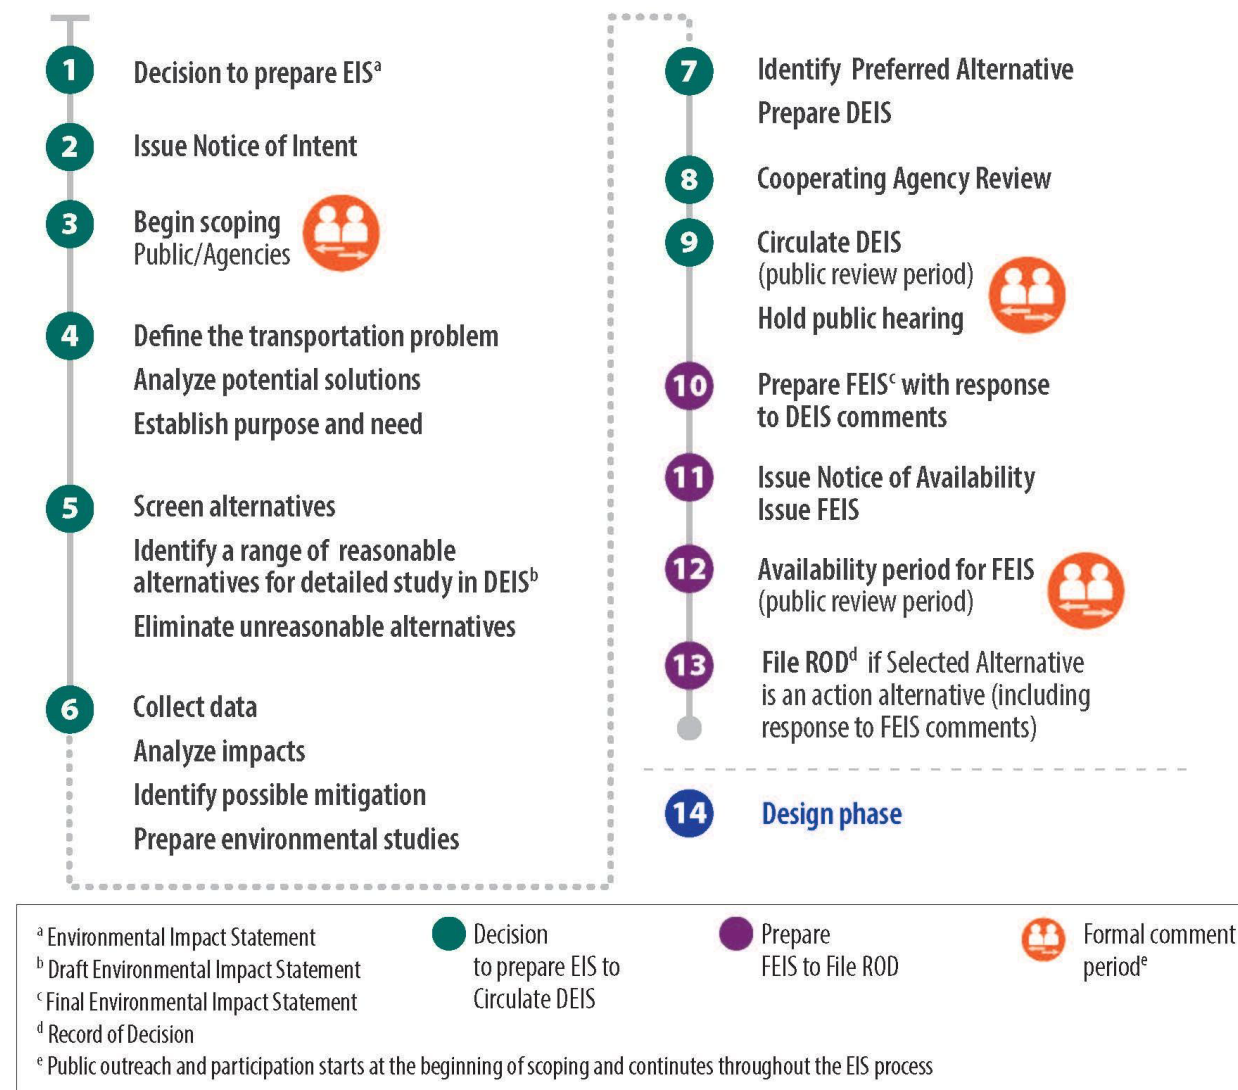 1 Decision to prepare EISᵃ
2 Issue Notice of Intent
3 Begin scoping
Public/Agencies
4 Define the transportation problem
Analyze potential solutions
Establish purpose and need
5 Screen alternatives
Identify a range of reasonable
alternatives for detailed study in DEISᵇ
Eliminate unreasonable alternatives
6 Collect data
Analyze impacts
Identify possible mitigation
Prepare environmental studies
7 Identify Preferred Alternative
Prepare DEIS
8 Cooperating Agency Review
9 Circulate DEIS
(public review period)
Hold public hearing
10 Prepare FEISᶜ with response
to DEIS comments
11 Issue Notice of Availability
Issue FEIS
12 Availability period for FEIS
(public review period)
13 File RODᵈ if Selected Alternative
is an action alternative (including
response to FEIS comments)
14 Design phase
ᵃ Environmental Impact Statement
ᵇ Draft Environmental Impact Statement
ᶜ Final Environmental Impact Statement
ᵈ Record of Decision
ᵉ Public outreach and participation starts at the beginning of scoping and continutes throughout the EIS process
Decision
to prepare EIS to
Circulate DEIS
Prepare
FEIS to File ROD
Formal comment
periodᵉ